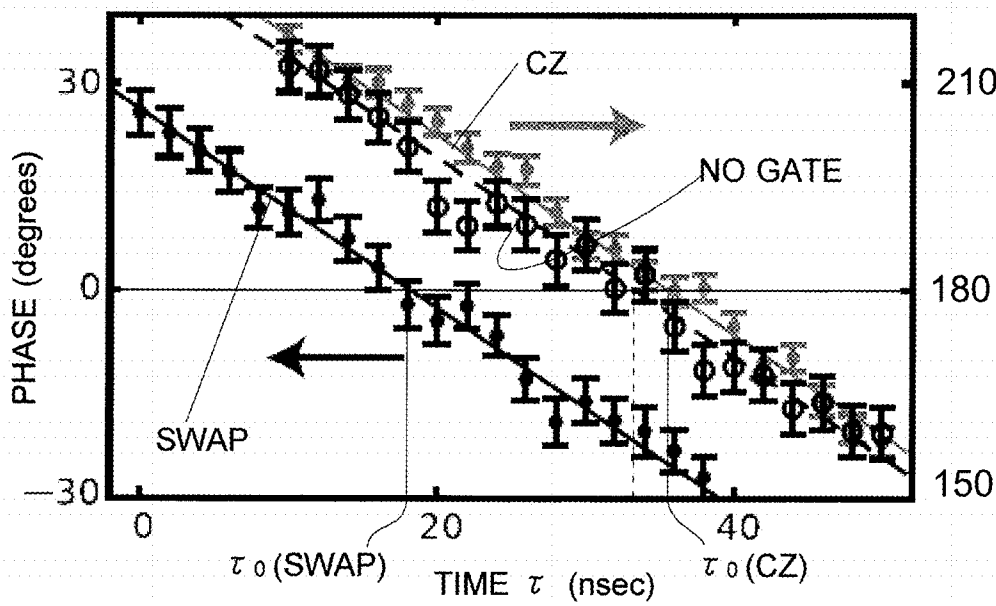 30
CZ
210
NO GATE
PHASE (degrees)
0
180
SWAP
−30
150
0
20
40
τ 0 (SWAP)
TIME τ (nsec)
τ 0 (CZ)